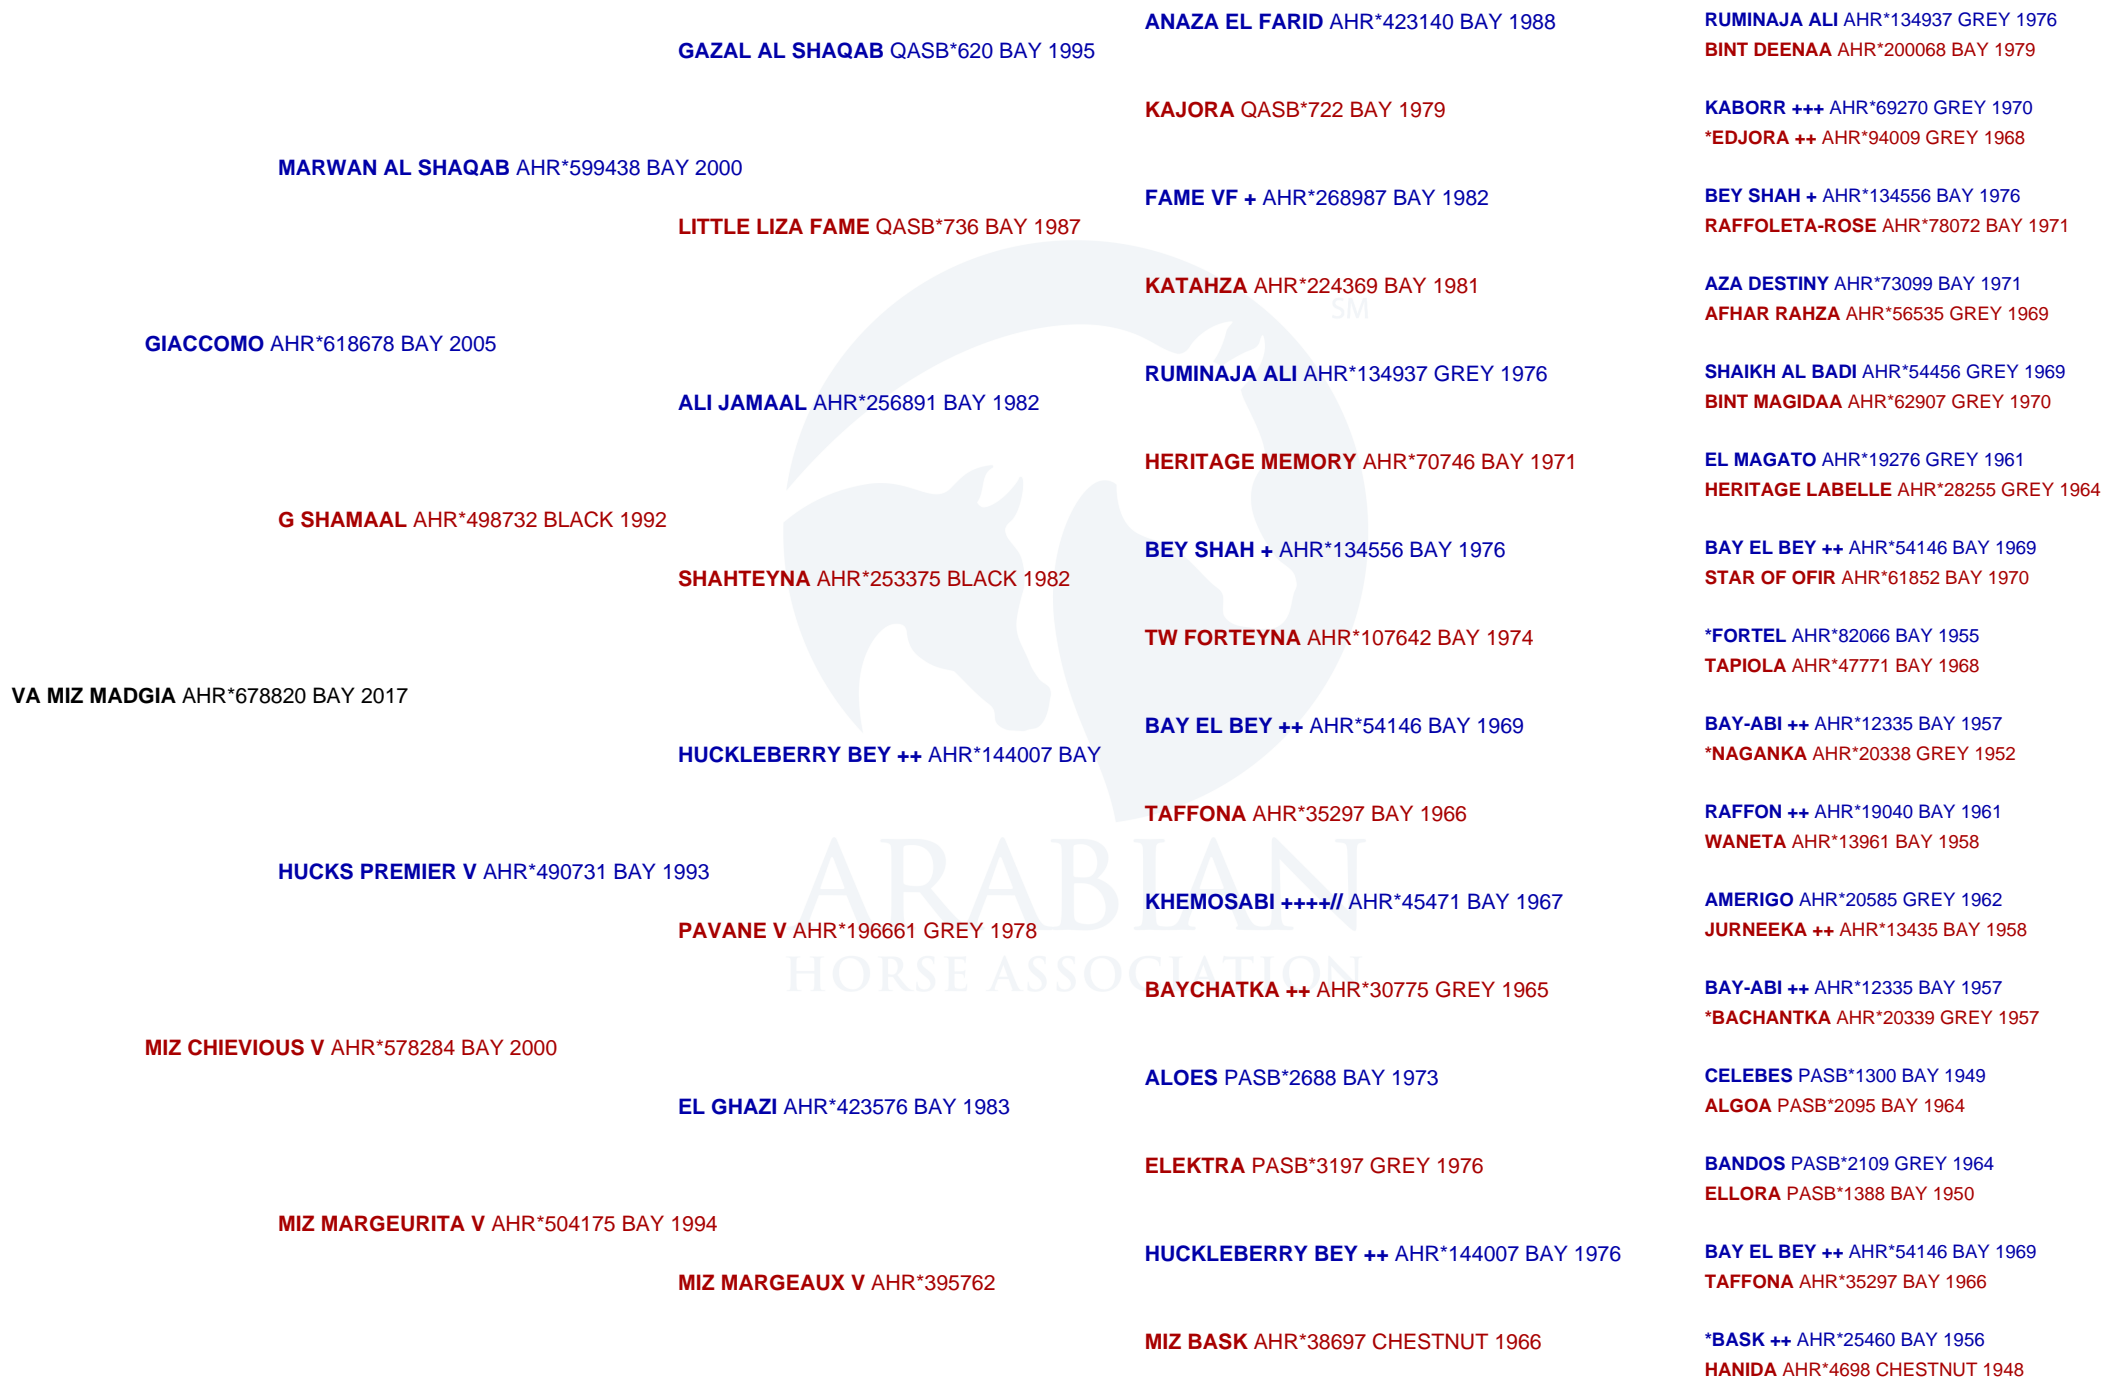 ANAZA EL FARID AHR*423140 BAY 1988
RUMINAJA ALI AHR*134937 GREY 1976
GAZAL AL SHAQAB QASB*620 BAY 1995
BINT DEENAA AHR*200068 BAY 1979
KAJORA QASB*722 BAY 1979
KABORR +++ AHR*69270 GREY 1970
*EDJORA ++ AHR*94009 GREY 1968
MARWAN AL SHAQAB AHR*599438 BAY 2000
FAME VF + AHR*268987 BAY 1982
BEY SHAH + AHR*134556 BAY 1976
LITTLE LIZA FAME QASB*736 BAY 1987
RAFFOLETA-ROSE AHR*78072 BAY 1971
KATAHZA AHR*224369 BAY 1981
AZA DESTINY AHR*73099 BAY 1971
SM
AFHAR RAHZA AHR*56535 GREY 1969
GIACCOMO AHR*618678 BAY 2005
RUMINAJA ALI AHR*134937 GREY 1976
SHAIKH AL BADI AHR*54456 GREY 1969
ALI JAMAAL AHR*256891 BAY 1982
BINT MAGIDAA AHR*62907 GREY 1970
HERITAGE MEMORY AHR*70746 BAY 1971
EL MAGATO AHR*19276 GREY 1961
HERITAGE LABELLE AHR*28255 GREY 1964
G SHAMAAL AHR*498732 BLACK 1992
BEY SHAH + AHR*134556 BAY 1976
BAY EL BEY ++ AHR*54146 BAY 1969
SHAHTEYNA AHR*253375 BLACK 1982
STAR OF OFIR AHR*61852 BAY 1970
TW FORTEYNA AHR*107642 BAY 1974
*FORTEL AHR*82066 BAY 1955
TAPIOLA AHR*47771 BAY 1968
VA MIZ MADGIA AHR*678820 BAY 2017
BAY EL BEY ++ AHR*54146 BAY 1969
BAY-ABI ++ AHR*12335 BAY 1957
HUCKLEBERRY BEY ++ AHR*144007 BAY
*NAGANKA AHR*20338 GREY 1952
TAFFONA AHR*35297 BAY 1966
RAFFON ++ AHR*19040 BAY 1961
WANETA AHR*13961 BAY 1958
ARABIAN
HUCKS PREMIER V AHR*490731 BAY 1993
KHEMOSABI ++++// AHR*45471 BAY 1967
AMERIGO AHR*20585 GREY 1962
PAVANE V AHR*196661 GREY 1978
JURNEEKA ++ AHR*13435 BAY 1958
HORSE ASSOCIATION
BAYCHATKA ++ AHR*30775 GREY 1965
BAY-ABI ++ AHR*12335 BAY 1957
*BACHANTKA AHR*20339 GREY 1957
MIZ CHIEVIOUS V AHR*578284 BAY 2000
ALOES PASB*2688 BAY 1973
CELEBES PASB*1300 BAY 1949
EL GHAZI AHR*423576 BAY 1983
ALGOA PASB*2095 BAY 1964
ELEKTRA PASB*3197 GREY 1976
BANDOS PASB*2109 GREY 1964
ELLORA PASB*1388 BAY 1950
MIZ MARGEURITA V AHR*504175 BAY 1994
HUCKLEBERRY BEY ++ AHR*144007 BAY 1976
BAY EL BEY ++ AHR*54146 BAY 1969
MIZ MARGEAUX V AHR*395762
TAFFONA AHR*35297 BAY 1966
MIZ BASK AHR*38697 CHESTNUT 1966
*BASK ++ AHR*25460 BAY 1956
HANIDA AHR*4698 CHESTNUT 1948